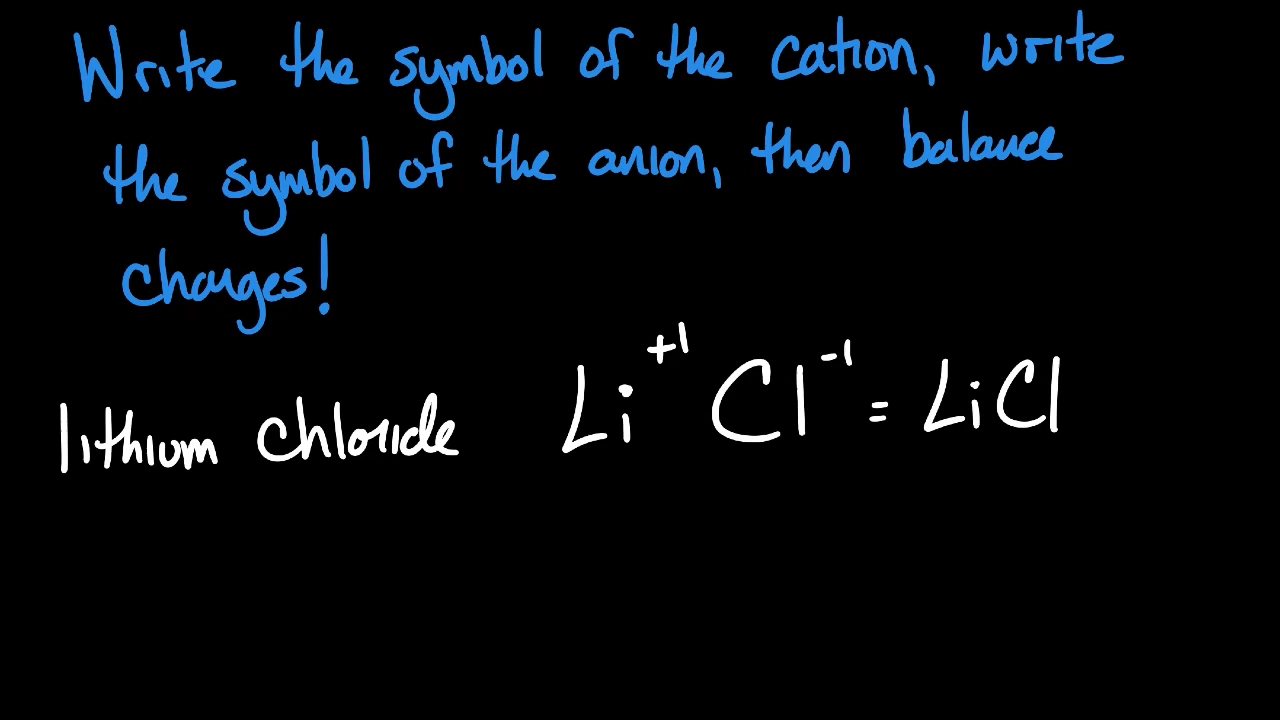 Write the symbol of the cation, write
the symbol of the anion, then balance
charges!
lithium chloride Li⁺¹ Cl⁻¹ = LiCl